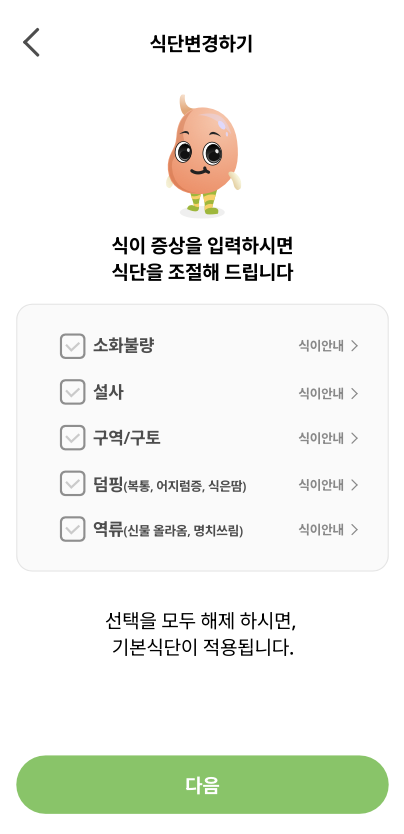 식단변경하기
식이 증상을 입력하시면
식단을 조절해 드립니다
소화불량 식이안내
설사 식이안내
구역/구토 식이안내
덤핑(복통, 어지럼증, 식은땀) 식이안내
역류(신물 올라옴, 명치쓰림) 식이안내
선택을 모두 해제 하시면,
기본식단이 적용됩니다.
다음